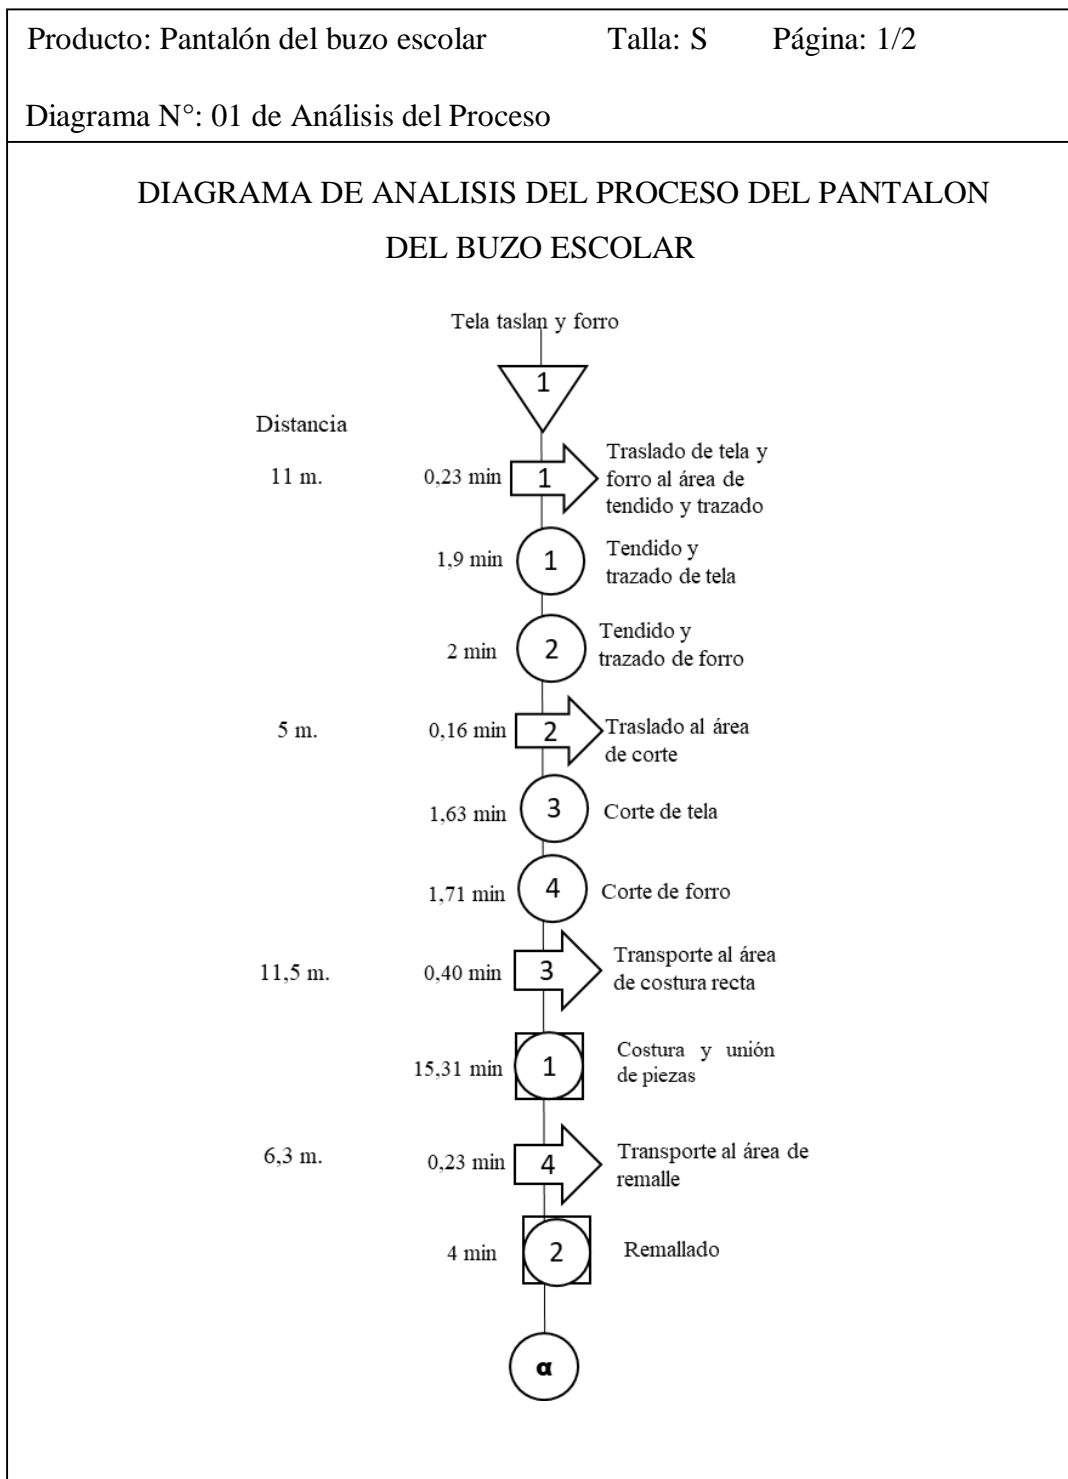 Producto: Pantalón del buzo escolar Talla: S Página: 1/2
Diagrama N°: 01 de Análisis del Proceso
DIAGRAMA DE ANALISIS DEL PROCESO DEL PANTALON
DEL BUZO ESCOLAR
Tela taslan y forro
1
Distancia
11 m.
0,23 min
1
Traslado de tela y
forro al área de
tendido y trazado
1,9 min
1
Tendido y
trazado de tela
2 min
2
Tendido y
trazado de forro
5 m.
0,16 min
2
Traslado al área
de corte
1,63 min
3
Corte de tela
1,71 min
4
Corte de forro
11,5 m.
0,40 min
3
Transporte al área
de costura recta
15,31 min
1
Costura y unión
de piezas
6,3 m.
0,23 min
4
Transporte al área de
remalle
4 min
2
Remallado
α